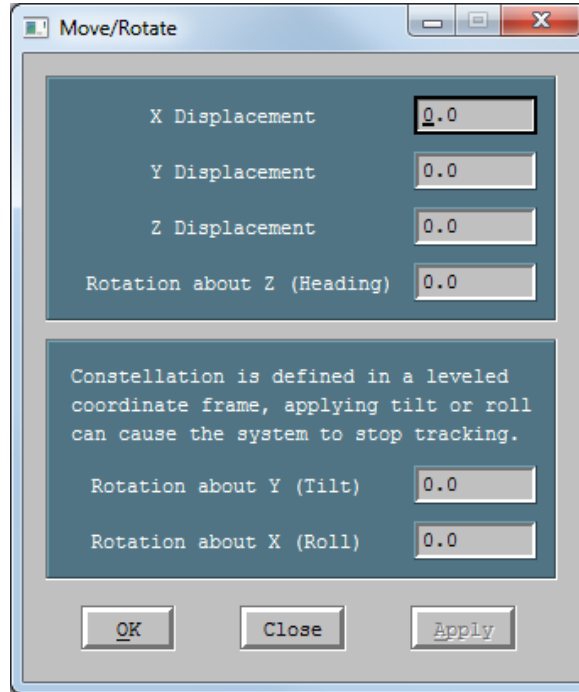 Move/Rotate
X Displacement 0.0
Y Displacement 0.0
Z Displacement 0.0
Rotation about Z (Heading) 0.0
Constellation is defined in a leveled
coordinate frame, applying tilt or roll
can cause the system to stop tracking.
Rotation about Y (Tilt) 0.0
Rotation about X (Roll) 0.0
OK Close Apply